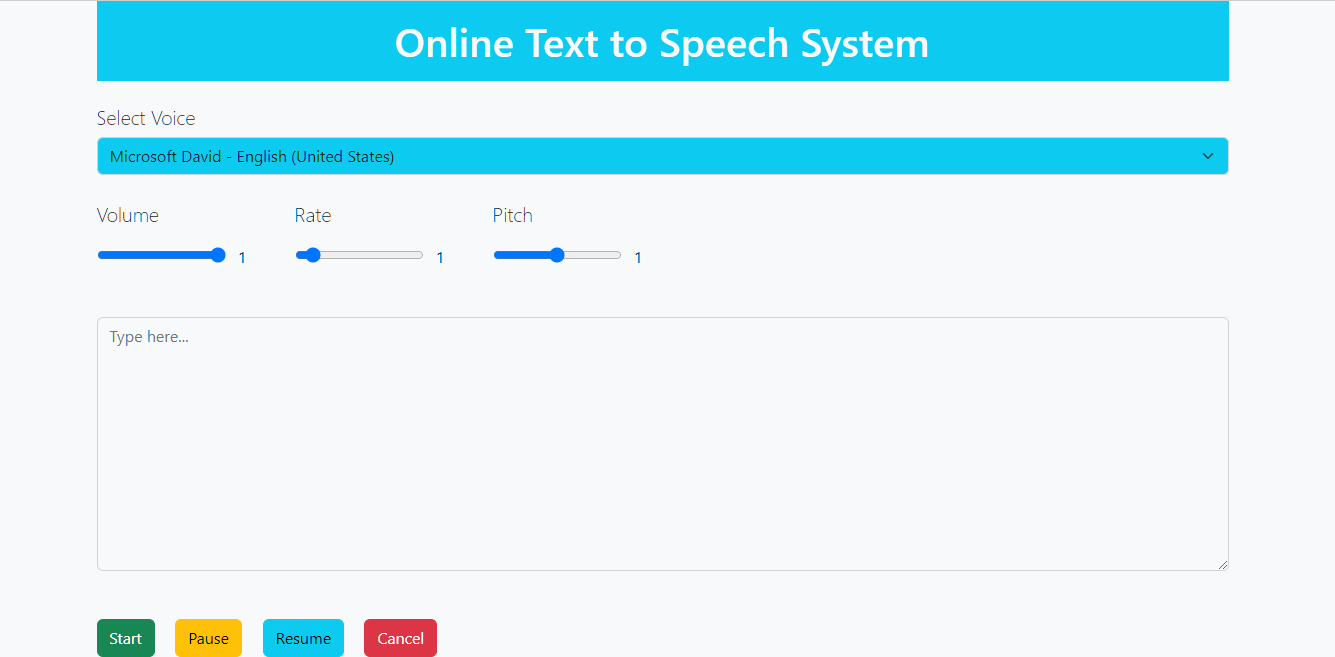 Online Text to Speech System
Select Voice
Microsoft David - English (United States)
Volume Rate Pitch
1 1 1
Type here...
Start Pause Resume Cancel